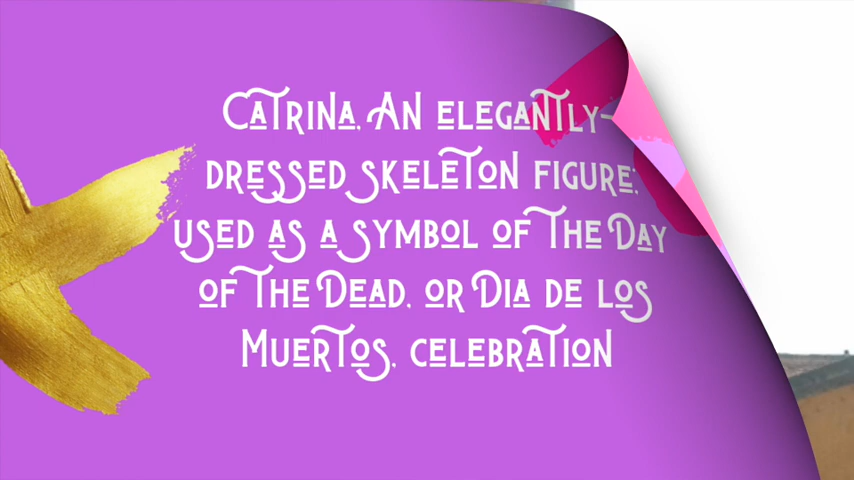 Catrina, An elegantly-
dressed skeleton figure;
used as a symbol of The Day
of The Dead, or Dia de los
Muertos, celebration